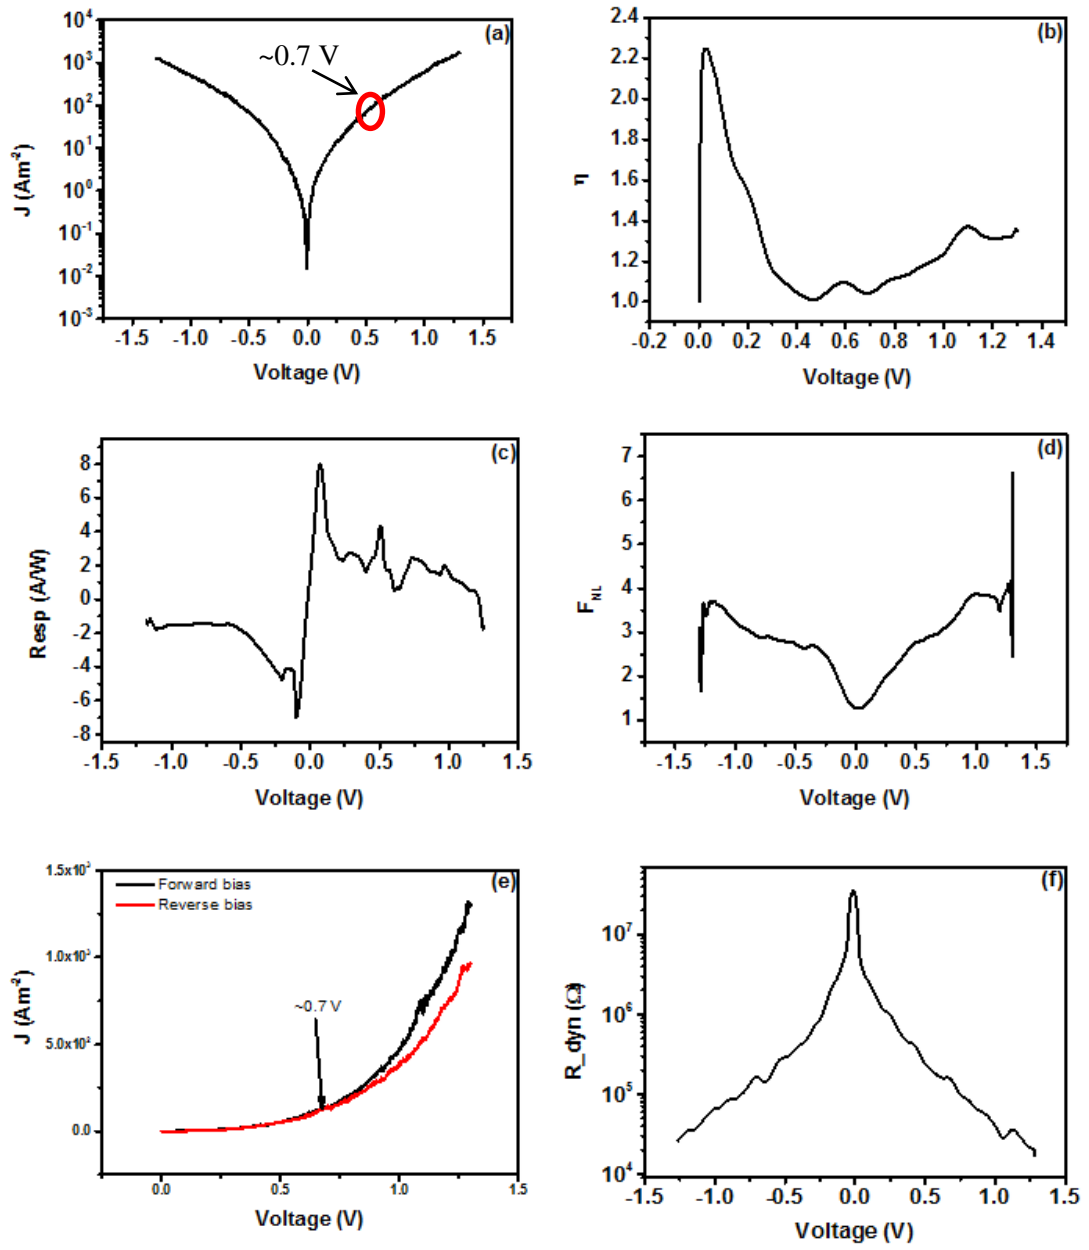 (a)
~0.7 V
10⁴
10³
10²
10¹
10⁰
10⁻¹
10⁻²
10⁻³
J (Am⁻²)
-1.5 -1.0 -0.5 0.0 0.5 1.0 1.5
Voltage (V)
(b)
2.4
2.2
2.0
1.8
1.6
1.4
1.2
1.0
η
-0.2 0.0 0.2 0.4 0.6 0.8 1.0 1.2 1.4
Voltage (V)
(c)
8
6
4
2
0
-2
-4
-6
-8
Resp (A/W)
-1.5 -1.0 -0.5 0.0 0.5 1.0 1.5
Voltage (V)
(d)
7
6
5
4
3
2
1
F_NL
-1.5 -1.0 -0.5 0.0 0.5 1.0 1.5
Voltage (V)
(e)
Forward bias
Reverse bias
~0.7 V
1.5x10³
1.0x10³
5.0x10²
0.0
J (Am⁻²)
0.0 0.5 1.0 1.5
Voltage (V)
(f)
10⁷
10⁶
10⁵
10⁴
R_dyn (Ω)
-1.5 -1.0 -0.5 0.0 0.5 1.0 1.5
Voltage (V)